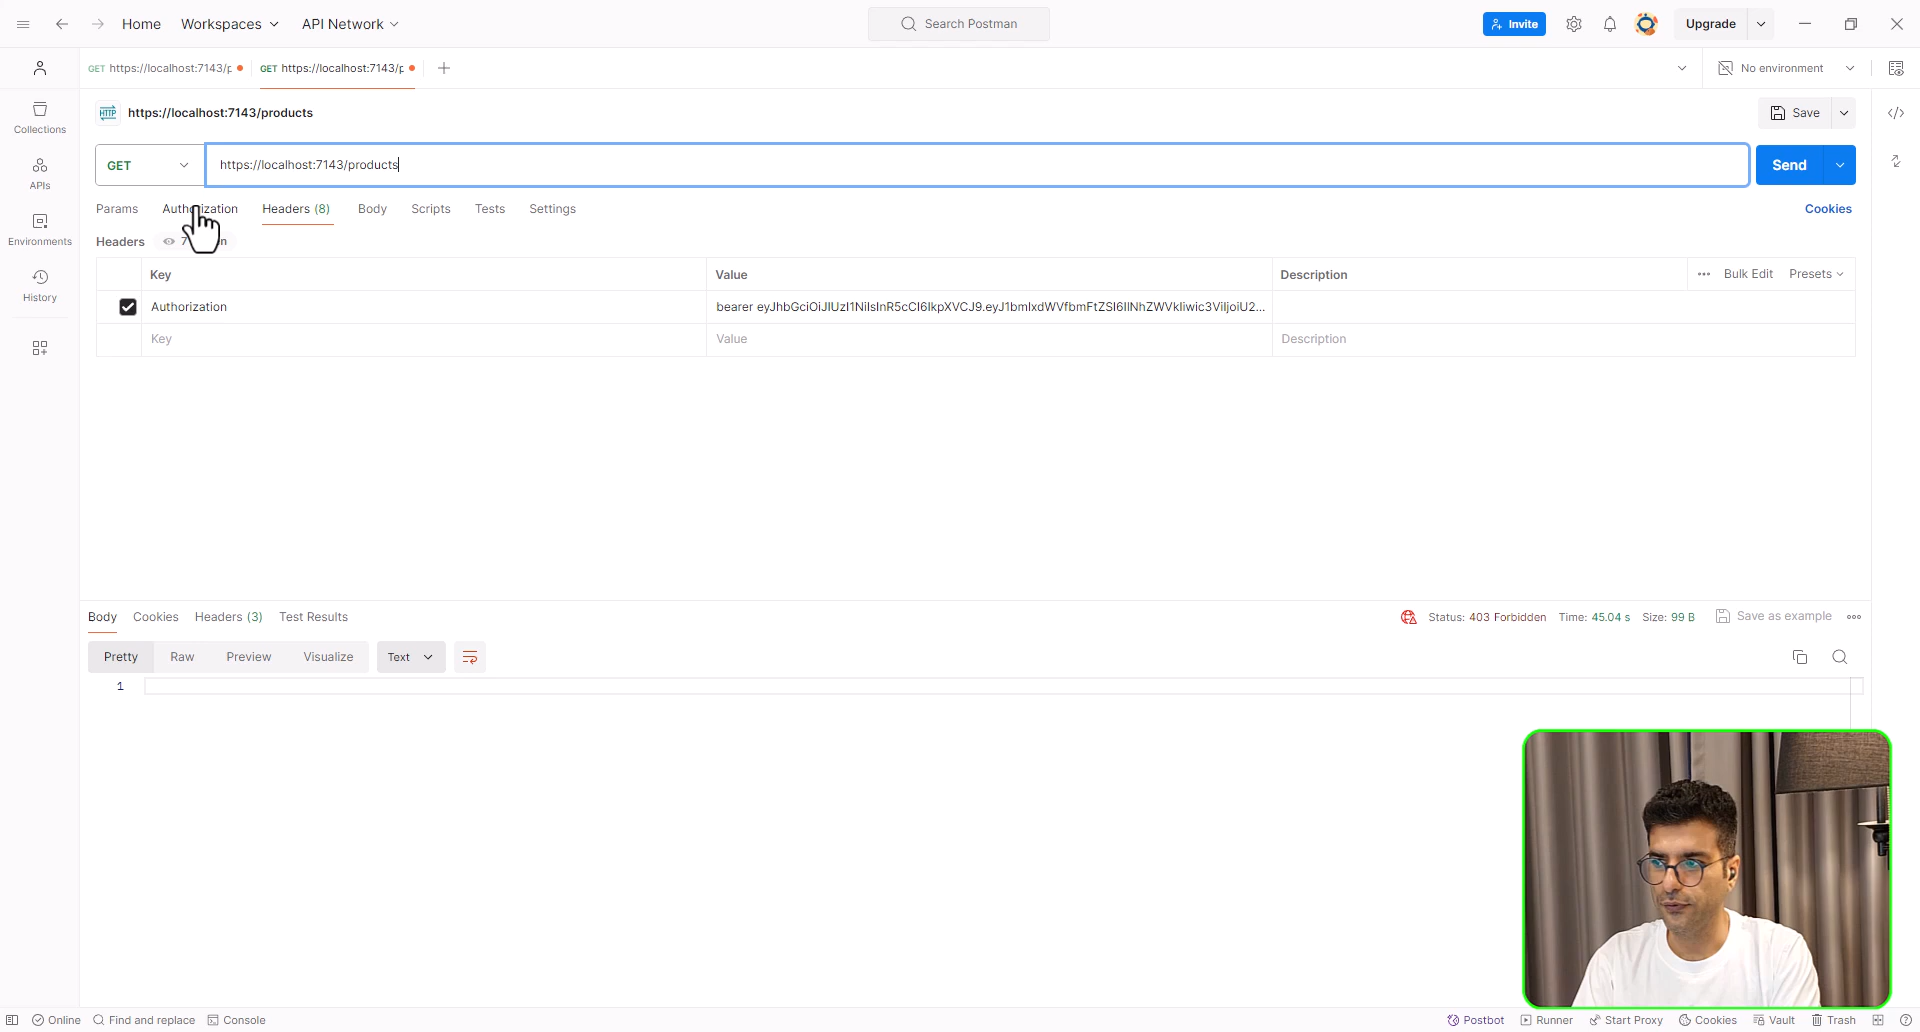 Home Workspaces API Network Search Postman Invite Upgrade
GET https://localhost:7143/p GET https://localhost:7143/p No environment
HTTP https://localhost:7143/products Save
GET https://localhost:7143/products Send
Params Authorization Headers (8) Body Scripts Tests Settings Cookies
Headers 7
Key Value Description Bulk Edit Presets
Authorization
Key Value Description
Collections
APIs
Environments
History
Body Cookies Headers (3) Test Results Status: 403 Forbidden Time: 45.04 s Size: 99 B Save as example
Pretty Raw Preview Visualize Text
1
Online Find and replace Console Postbot Runner Start Proxy Cookies Vault Trash